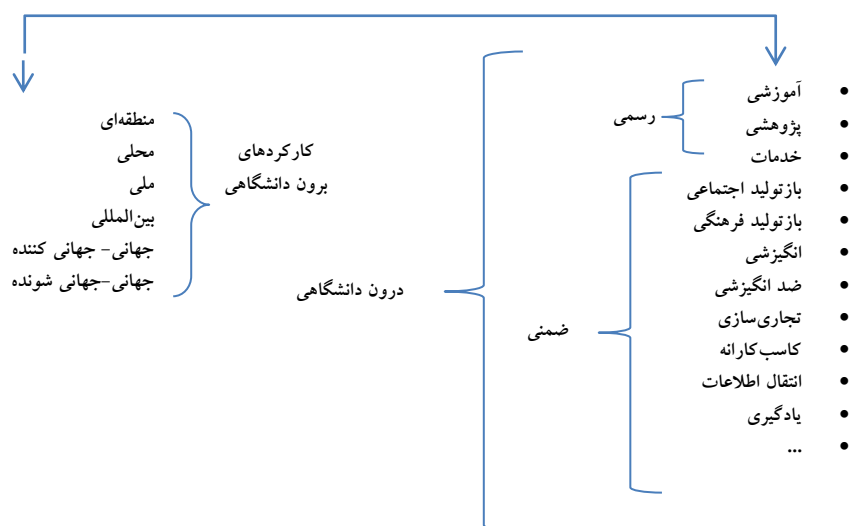 • آموزشی
• پژوهشی
• خدمات
رسمی
• بازتولید اجتماعی
• بازتولید فرهنگی
• انگیزشی
• ضد انگیزشی
• تجاری‌سازی
• کاسب‌کارانه
• انتقال اطلاعات
• یادگیری
• ...
ضمنی
درون دانشگاهی
کارکردهای
برون دانشگاهی
منطقه‌ای
محلی
ملی
بین‌المللی
جهانی- جهانی کننده
جهانی-جهانی شونده